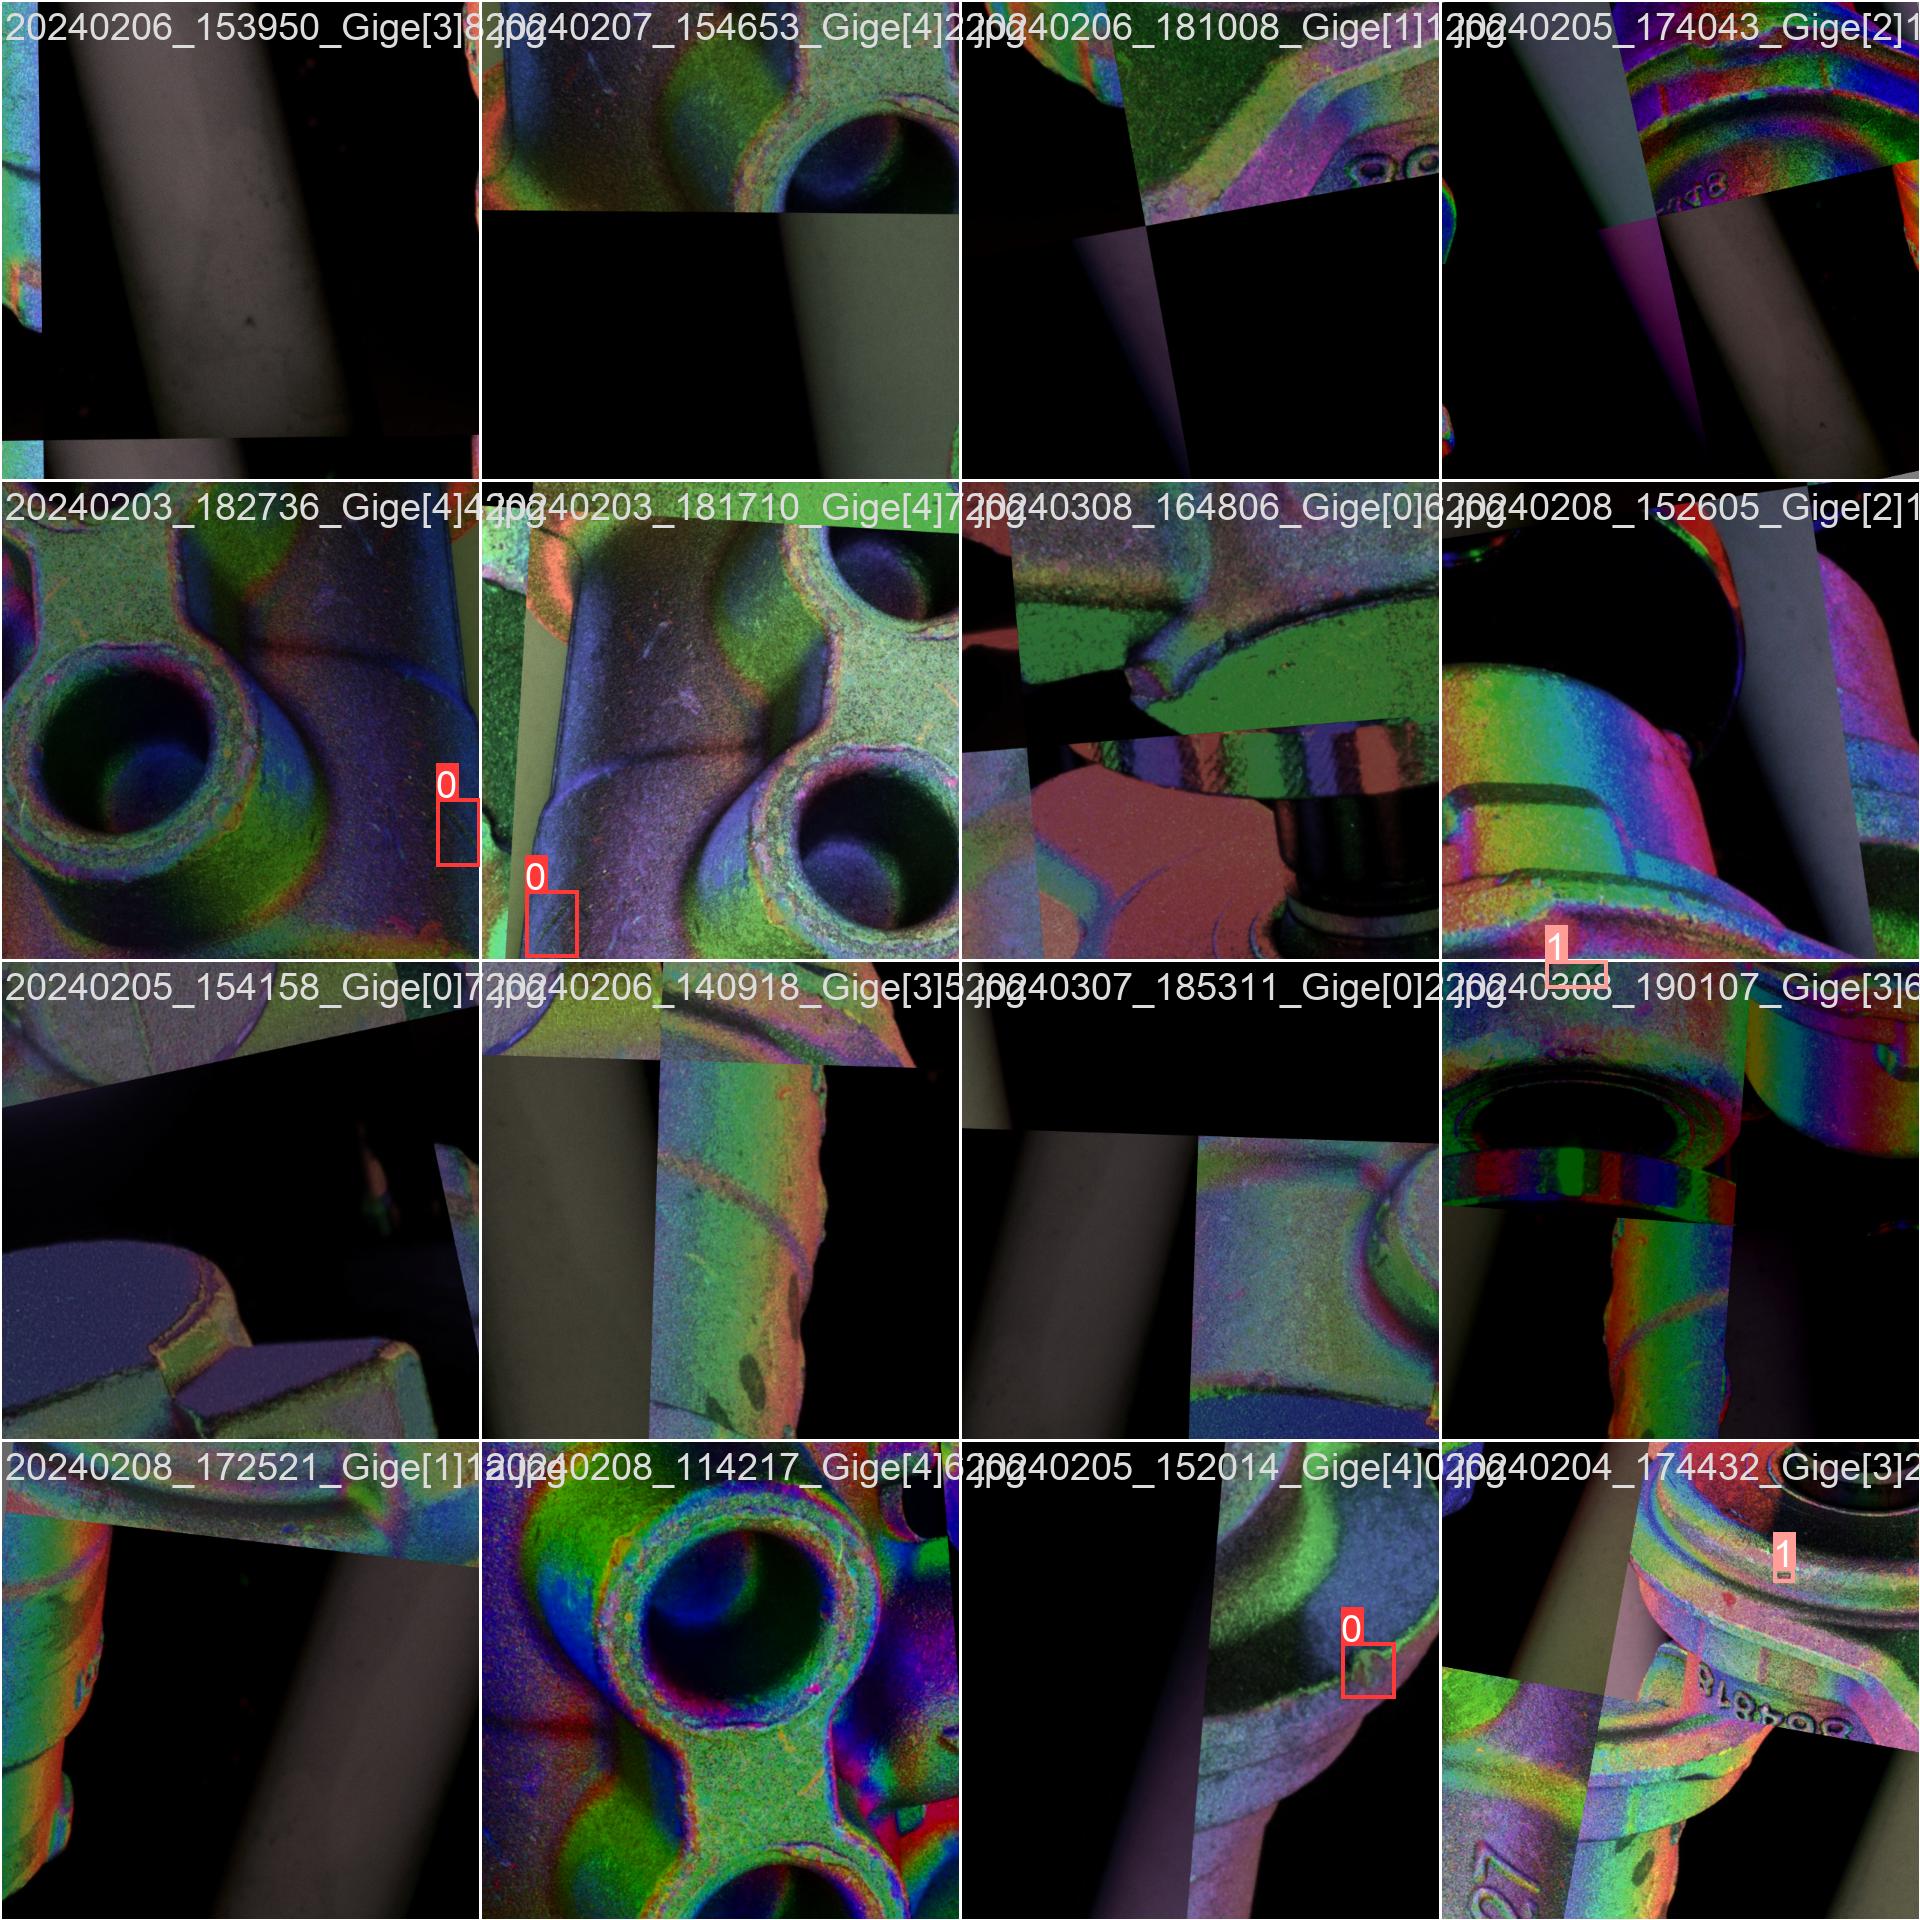 20240206_153950_Gige[3]8
20240207_154653_Gige[4]2
20240206_181008_Gige[1]1
20240205_174043_Gige[2]1
20240203_182736_Gige[4]4
20240203_181710_Gige[4]7
20240308_164806_Gige[0]6
20240208_152605_Gige[2]1
0
0
1
20240205_154158_Gige[0]7
20240206_140918_Gige[3]5
20240307_185311_Gige[0]2
20240308_190107_Gige[3]6
20240208_172521_Gige[1]1
20240208_114217_Gige[4]6
20240205_152014_Gige[4]0
20240204_174432_Gige[3]2
1
0